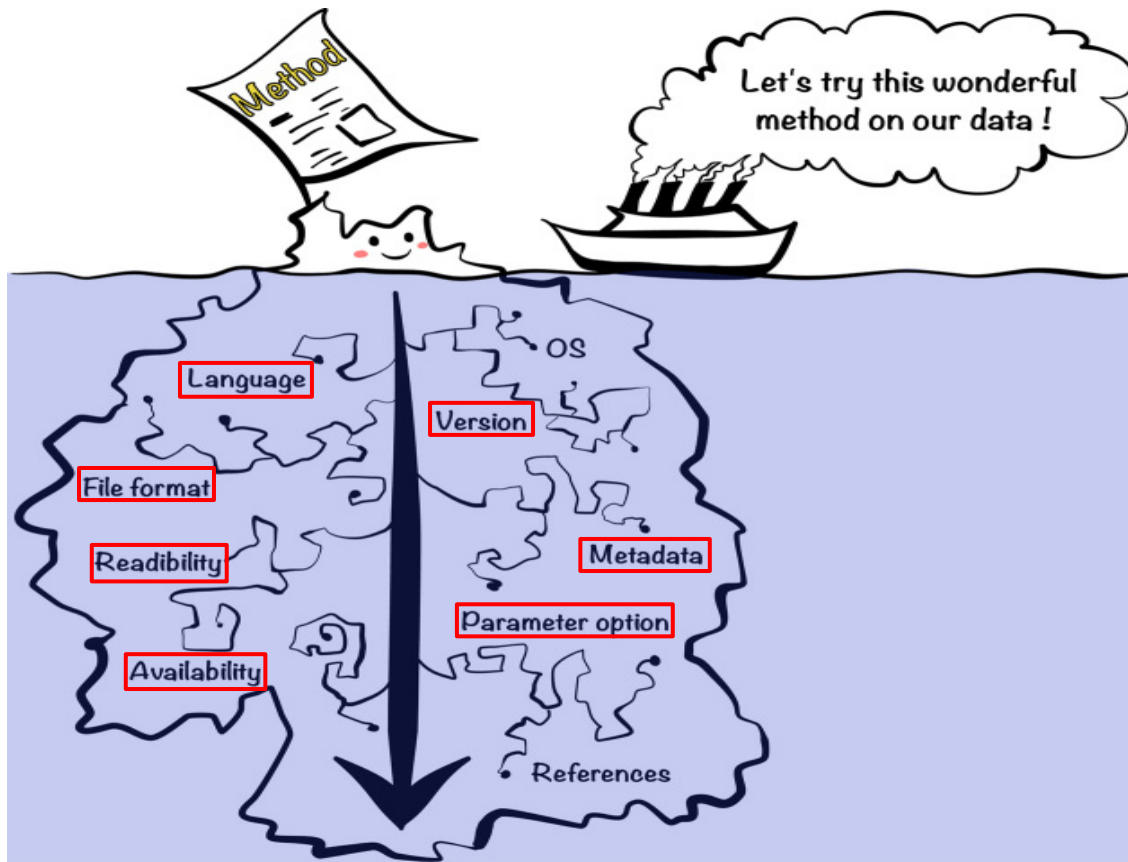 Method
Let's try this wonderful
method on our data !
OS
Language
Version
File format
Readibility
Metadata
Parameter option
Availability
References